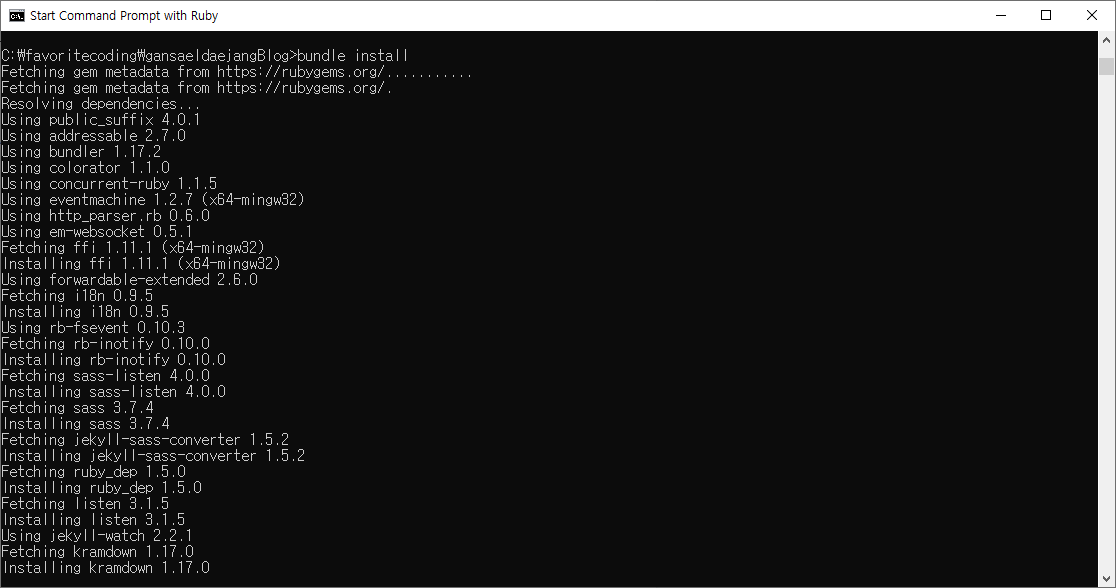 Start Command Prompt with Ruby
C:₩favoritecoding₩gansaeldaejangBlog>bundle install
Fetching gem metadata from https://rubygems.org/...........
Fetching gem metadata from https://rubygems.org/.
Resolving dependencies...
Using public_suffix 4.0.1
Using addressable 2.7.0
Using bundler 1.17.2
Using colorator 1.1.0
Using concurrent-ruby 1.1.5
Using eventmachine 1.2.7 (x64-mingw32)
Using http_parser.rb 0.6.0
Using em-websocket 0.5.1
Fetching ffi 1.11.1 (x64-mingw32)
Installing ffi 1.11.1 (x64-mingw32)
Using forwardable-extended 2.6.0
Fetching i18n 0.9.5
Installing i18n 0.9.5
Using rb-fsevent 0.10.3
Fetching rb-inotify 0.10.0
Installing rb-inotify 0.10.0
Fetching sass-listen 4.0.0
Installing sass-listen 4.0.0
Fetching sass 3.7.4
Installing sass 3.7.4
Fetching jekyll-sass-converter 1.5.2
Installing jekyll-sass-converter 1.5.2
Fetching ruby_dep 1.5.0
Installing ruby_dep 1.5.0
Fetching listen 3.1.5
Installing listen 3.1.5
Using jekyll-watch 2.2.1
Fetching kramdown 1.17.0
Installing kramdown 1.17.0